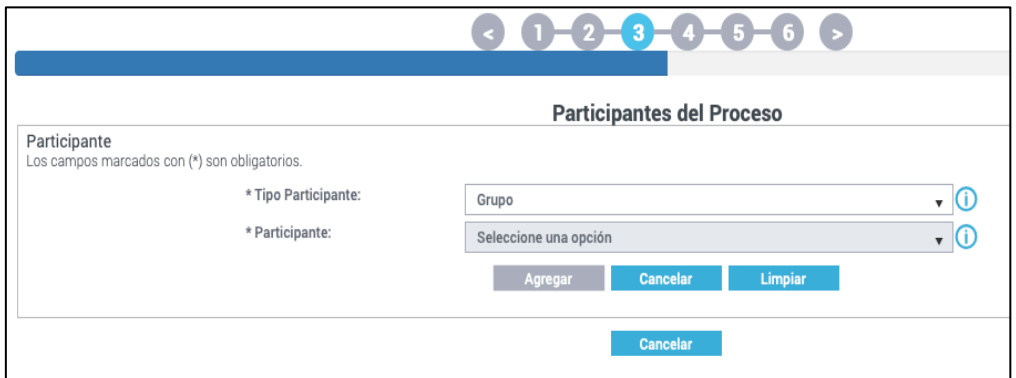 < 1 2 3 4 5 6 >
Participantes del Proceso
Participante
Los campos marcados con (*) son obligatorios.
* Tipo Participante: Grupo
* Participante: Seleccione una opción
Agregar Cancelar Limpiar
Cancelar